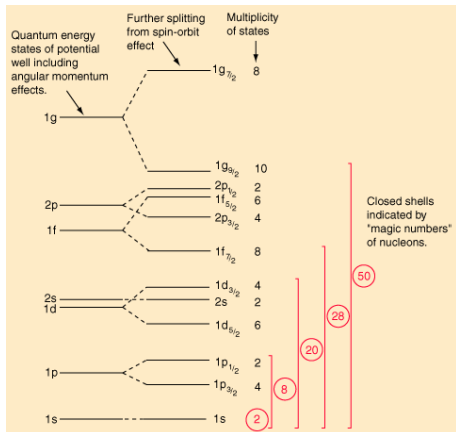 Quantum energy
states of potential
well including
angular momentum
effects.
Further splitting
from spin-orbit
effect
Multiplicity
of states
1g7/2 8
1g
1g9/2 10
2p1/2 2
1f5/2 6
2p
2p3/2 4
1f
1f7/2 8
Closed shells
indicated by
"magic numbers"
of nucleons.
50
28
1d3/2 4
2s
2s 2
1d
1d5/2 6
20
1p1/2 2
1p
1p3/2 4
8
1s
1s
2